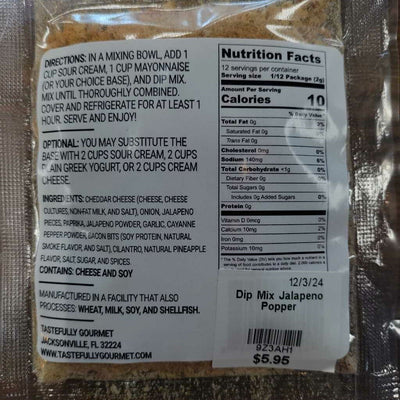 DIRECTIONS: IN A MIXING BOWL, ADD 1
CUP SOUR CREAM, 1 CUP MAYONNAISE
(OR YOUR CHOICE BASE), AND DIP MIX.
MIX UNTIL THOROUGHLY COMBINED.
COVER AND REFRIGERATE FOR AT LEAST 1
HOUR. SERVE AND ENJOY!
OPTIONAL: YOU MAY SUBSTITUTE THE
BASE WITH 2 CUPS SOUR CREAM, 2 CUPS
PLAIN GREEK YOGURT, OR 2 CUPS CREAM
CHEESE.
INGREDIENTS: CHEDDAR CHEESE (CHEESE, CHEESE
CULTURES, NON-FAT MILK, AND SALT), ONION, JALAPENO
PIECES, PAPRIKA, JALAPENO POWDER, GARLIC, CAYANNE
PEPPER POWDER, BACON BITS (SOY PROTEIN, NATURAL
SMOKE FLAVOR, AND SALT), CILANTRO, NATURAL PINEAPPLE
FLAVOR, SALT, SUGAR, AND SPICES.
CONTAINS: CHEESE AND SOY
MANUFACTURED IN A FACILITY THAT ALSO
PROCESSES: WHEAT, MILK, SOY, AND SHELLFISH.
TASTEFULLY GOURMET
JACKSONVILLE, FL 32224
WWW.TASTEFULLYGOURMET.COM
Nutrition Facts
12 servings per container
Serving size 1/12 Package (2g)
Amount Per Serving
Calories 10
% Daily Value*
Total Fat 0g
Saturated Fat 0g
Trans Fat 0g
Cholesterol 0mg 0%
Sodium 140mg 6%
Total Carbohydrate <1g 0%
Dietary Fiber 0g 0%
Total Sugars 0g
Includes 0g Added Sugars 0%
Protein 0g
Vitamin D 0mcg 0%
Calcium 10mg 2%
Iron 0mg 0%
Potassium 10mg 0%
12/3/24
Dip Mix Jalapeno
Popper
9Z3AH1
$5.95